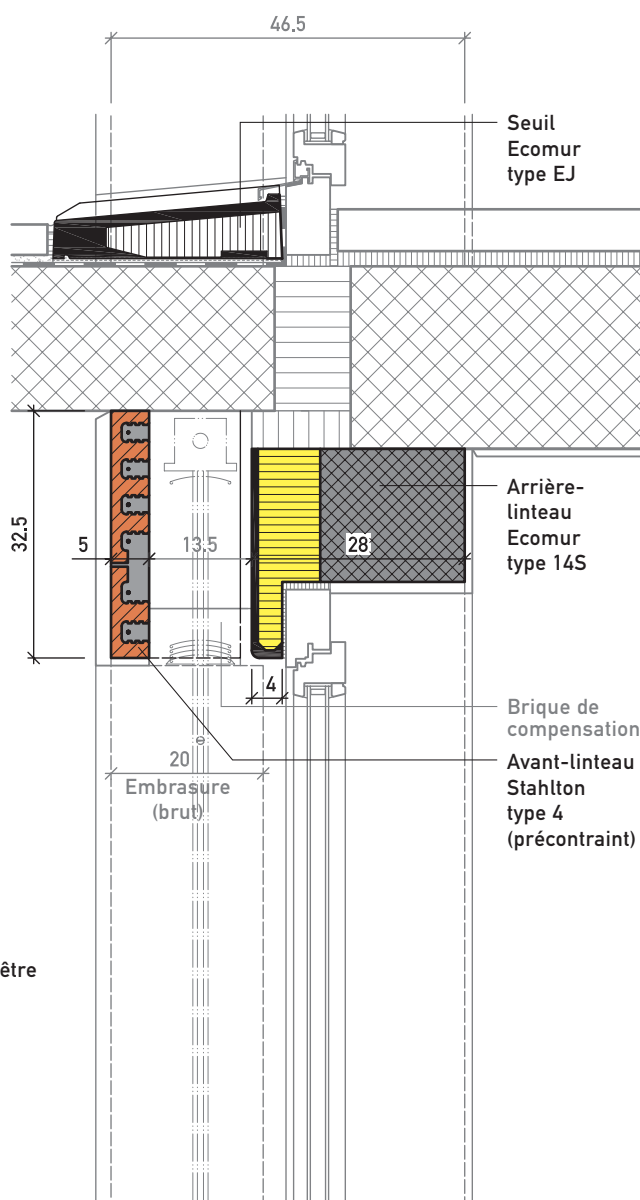 46.5
Seuil
Ecomur
type EJ
Arrière-
linteau
Ecomur
type 14S
32.5
5
13.5
28
4
Brique de
compensation
Avant-linteau
Stahlton
type 4
(précontraint)
20
Embrasure
(brut)
être